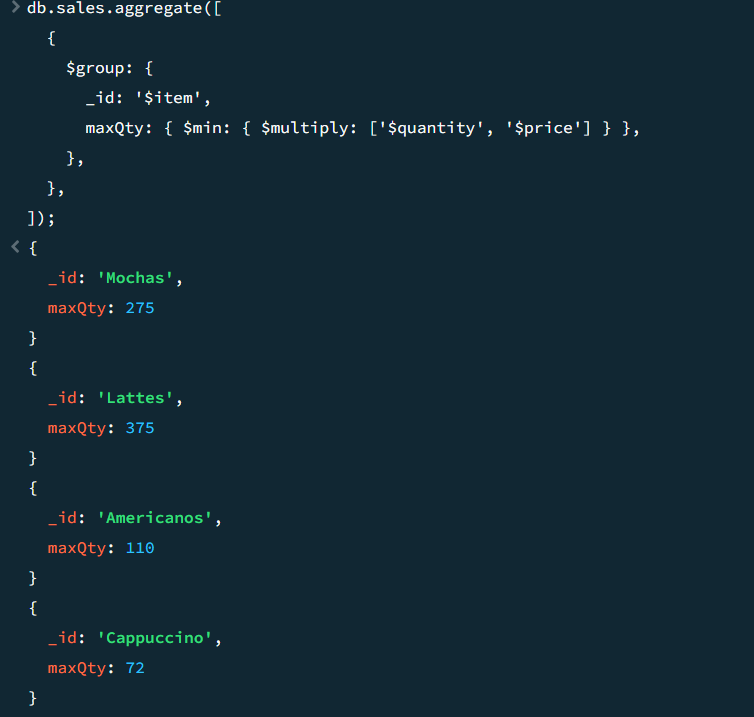 > db.sales.aggregate([
    {
      $group: {
        _id: '$item',
        maxQty: { $min: { $multiply: ['$quantity', '$price'] } },
      },
    },
  ]);
< {
    _id: 'Mochas',
    maxQty: 275
  }
  {
    _id: 'Lattes',
    maxQty: 375
  }
  {
    _id: 'Americanos',
    maxQty: 110
  }
  {
    _id: 'Cappuccino',
    maxQty: 72
  }